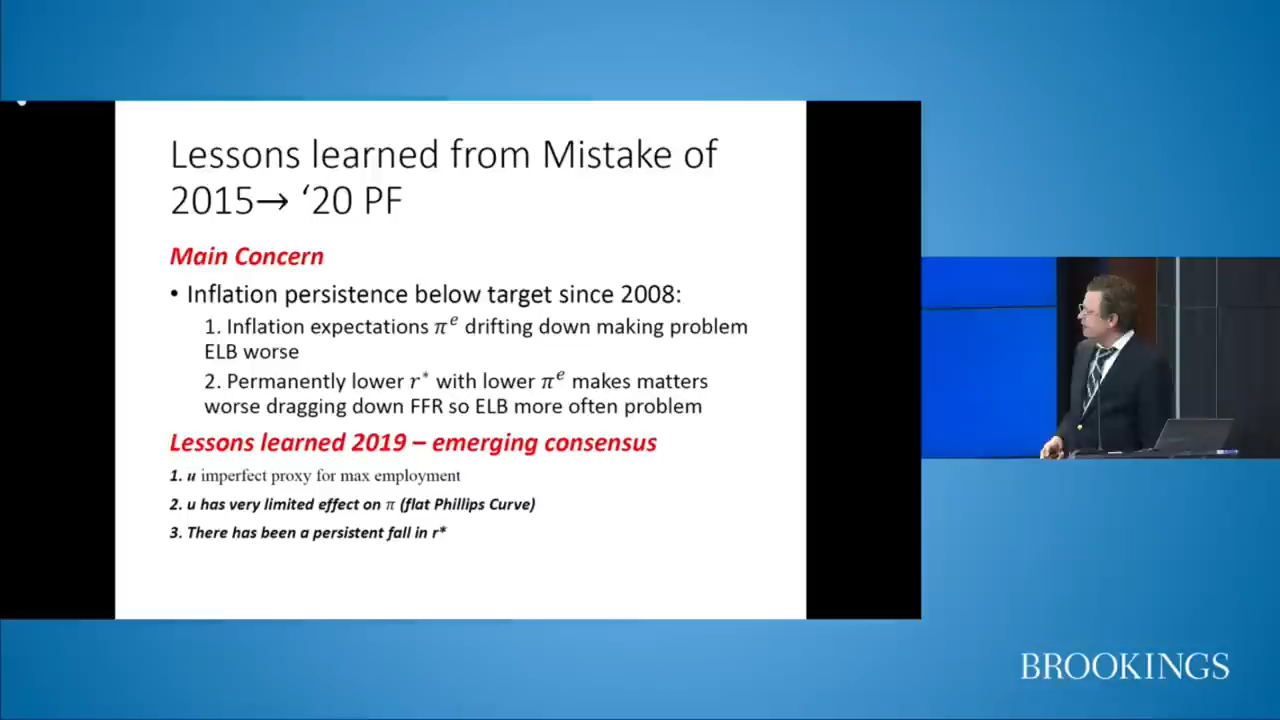 Lessons learned from Mistake of
2015→ ‘20 PF
Main Concern
• Inflation persistence below target since 2008:
1. Inflation expectations πᵉ drifting down making problem
ELB worse
2. Permanently lower r* with lower πᵉ makes matters
worse dragging down FFR so ELB more often problem
Lessons learned 2019 – emerging consensus
1. u imperfect proxy for max employment
2. u has very limited effect on π (flat Phillips Curve)
3. There has been a persistent fall in r*
BROOKINGS